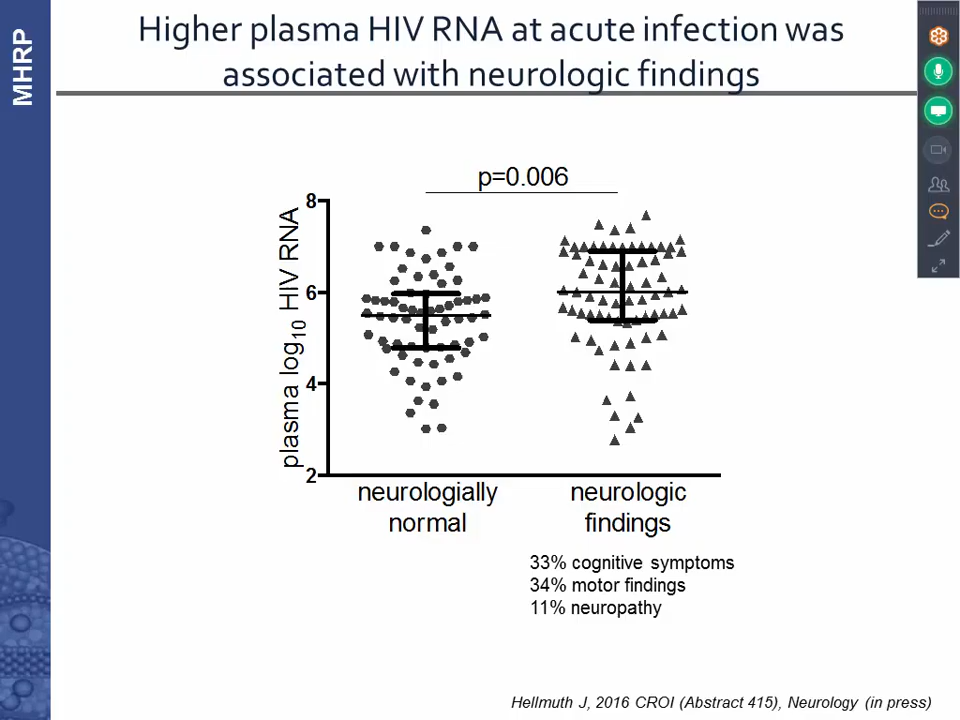 MHRP
Higher plasma HIV RNA at acute infection was
associated with neurologic findings
p=0.006
plasma log10 HIV RNA
8
6
4
2
neurologially
normal
neurologic
findings
33% cognitive symptoms
34% motor findings
11% neuropathy
Hellmuth J, 2016 CROI (Abstract 415), Neurology (in press)